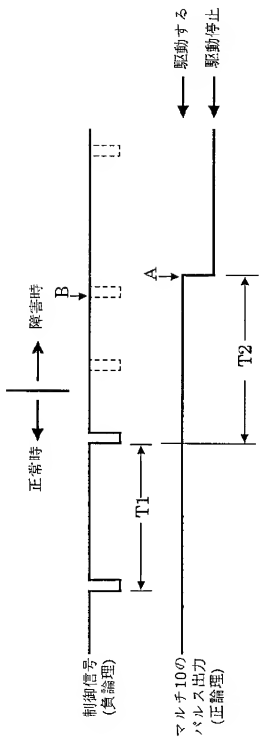 正常時
障害時
制御信号
(負論理)
T1
B
マルチ10の
パルス出力
(正論理)
T2
A
駆動する
駆動停止